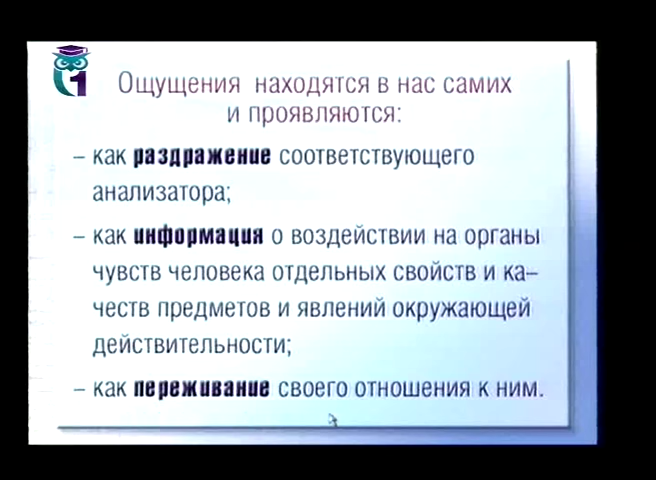 1
Ощущения находятся в нас самих
и проявляются:
– как раздражение соответствующего
анализатора;
– как информация о воздействии на органы
чувств человека отдельных свойств и ка–
честв предметов и явлений окружающей
действительности;
– как переживание своего отношения к ним.